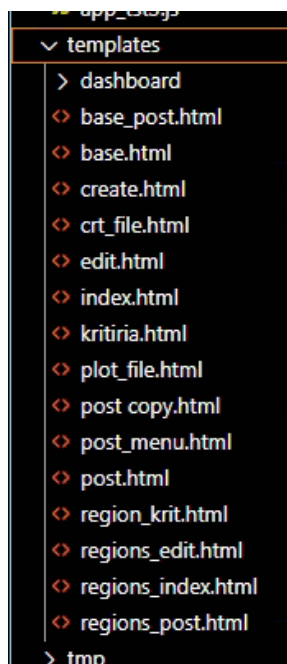 templates
dashboard
base_post.html
base.html
create.html
crt_file.html
edit.html
index.html
kritiria.html
plot_file.html
post copy.html
post_menu.html
post.html
region_krit.html
regions_edit.html
regions_index.html
regions_post.html
tmp